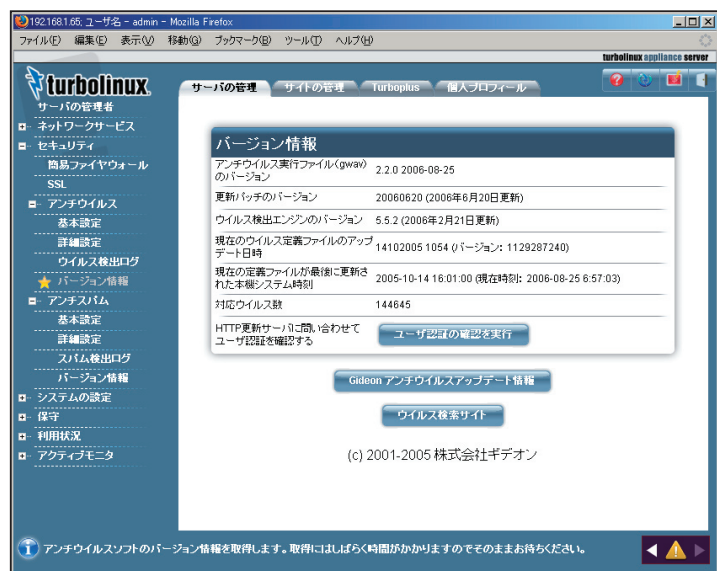 192.168.1.65; ユーザ名 - admin - Mozilla Firefox
ファイル(F) 編集(E) 表示(V) 移動(G) ブックマーク(B) ツール(T) ヘルプ(H)
turbolinux appliance server
turbolinux
サーバの管理 サイトの管理 Turboplus 個人プロフィール
サーバの管理者
ネットワークサービス
セキュリティ
簡易ファイヤウォール
SSL
アンチウイルス
基本設定
詳細設定
ウイルス検出ログ
バージョン情報
アンチスパム
基本設定
詳細設定
スパム検出ログ
バージョン情報
システムの設定
保守
利用状況
アクティブモニタ
バージョン情報
アンチウイルス実行ファイル(gwav)のバージョン 2.2.0 2006-08-25
更新パッチのバージョン 20060620 (2006年6月20日更新)
ウイルス検出エンジンのバージョン 5.5.2 (2006年2月21日更新)
現在のウイルス定義ファイルのアップデート日時 14102005 1054 (バージョン: 1129287240)
現在の定義ファイルが最後に更新された本機システム時刻 2005-10-14 16:01:00 (現在時刻: 2006-08-25 6:57:03)
対応ウイルス数 144645
HTTP更新サーバに問い合わせてユーザ認証を確認する ユーザ認証の確認を実行
Gideon アンチウイルスアップデート情報
ウイルス検索サイト
(c) 2001-2005 株式会社ギデオン
アンチウイルスソフトのバージョン情報を取得します。取得にはしばらく時間がかかりますのでそのままお待ちください。